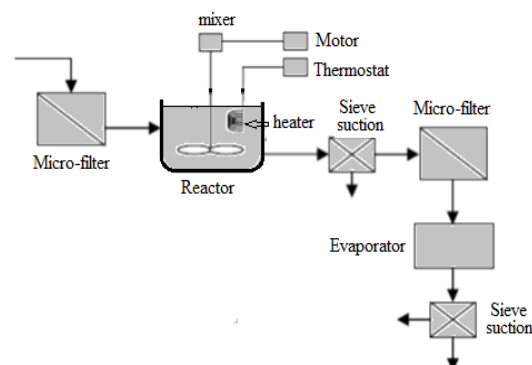 mixer
Motor
Thermostat
heater
Micro-filter
Reactor
Sieve
suction
Micro-filter
Evaporator
Sieve
suction